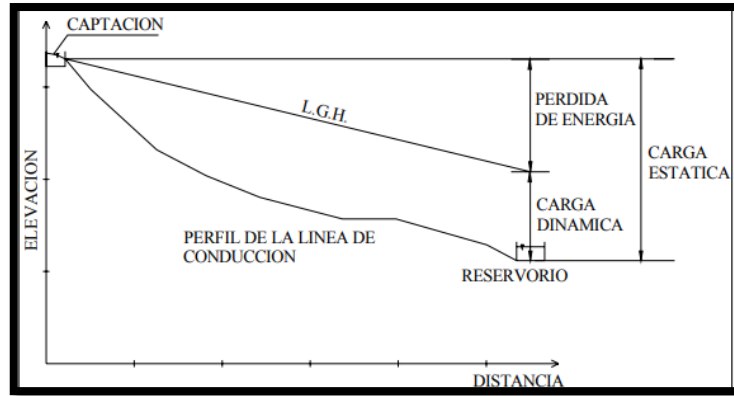 CAPTACION
L.G.H.
PERDIDA
DE ENERGIA
CARGA
ESTATICA
CARGA
DINAMICA
ELEVACION
PERFIL DE LA LINEA DE
CONDUCCION
RESERVORIO
DISTANCIA